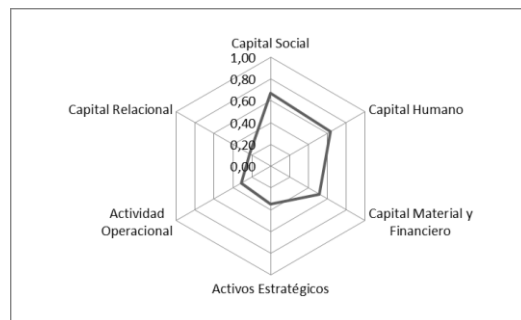 Capital Social
1,00
0,80
0,60
0,40
0,20
0,00
Capital Relacional
Capital Humano
Actividad
Operacional
Capital Material y
Financiero
Activos Estratégicos